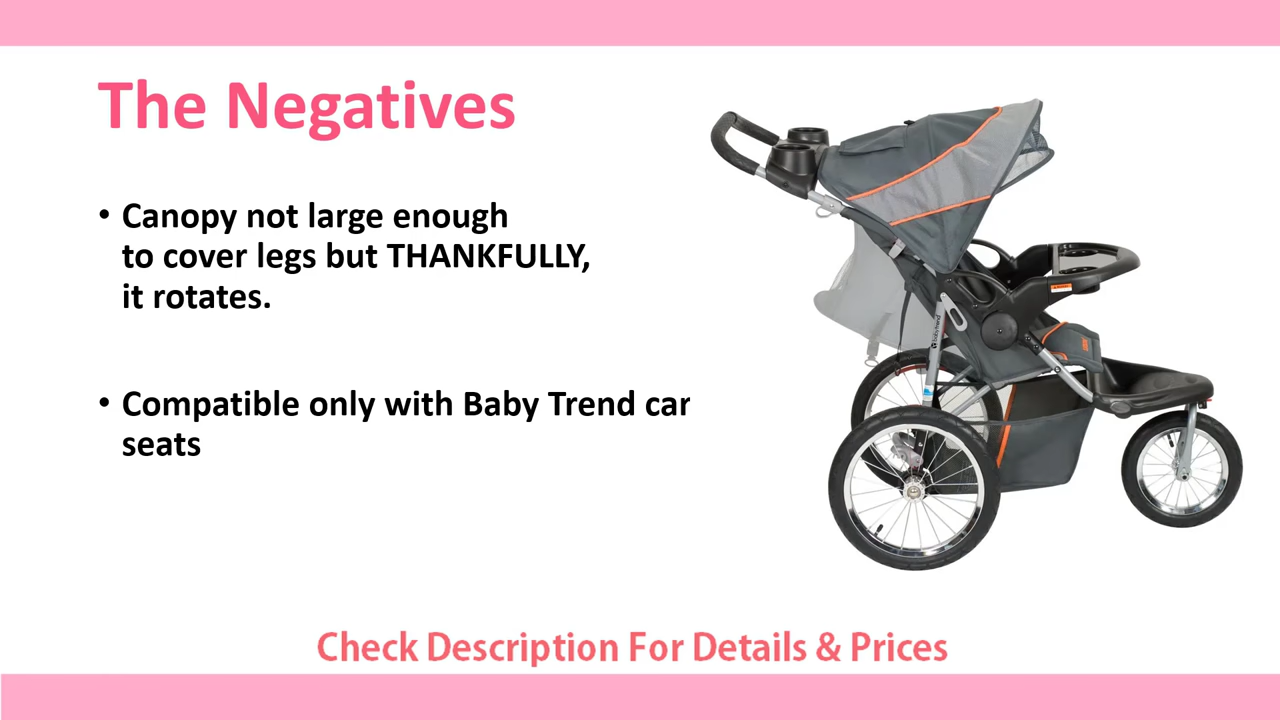 The Negatives
• Canopy not large enough
to cover legs but THANKFULLY,
it rotates.
• Compatible only with Baby Trend car
seats
babytrend
Check Description For Details & Prices